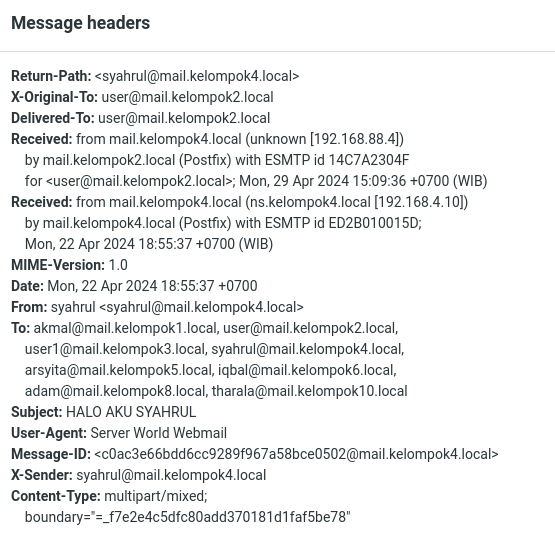 Message headers
Return-Path: <syahrul@mail.kelompok4.local>
X-Original-To: user@mail.kelompok2.local
Delivered-To: user@mail.kelompok2.local
Received: from mail.kelompok4.local (unknown [192.168.88.4])
by mail.kelompok2.local (Postfix) with ESMTP id 14C7A2304F
for <user@mail.kelompok2.local>; Mon, 29 Apr 2024 15:09:36 +0700 (WIB)
Received: from mail.kelompok4.local (ns.kelompok4.local [192.168.4.10])
by mail.kelompok4.local (Postfix) with ESMTP id ED2B010015D;
Mon, 22 Apr 2024 18:55:37 +0700 (WIB)
MIME-Version: 1.0
Date: Mon, 22 Apr 2024 18:55:37 +0700
From: syahrul <syahrul@mail.kelompok4.local>
To: akmal@mail.kelompok1.local, user@mail.kelompok2.local,
user1@mail.kelompok3.local, syahrul@mail.kelompok4.local,
arsyita@mail.kelompok5.local, iqbal@mail.kelompok6.local,
adam@mail.kelompok8.local, tharala@mail.kelompok10.local
Subject: HALO AKU SYAHRUL
User-Agent: Server World Webmail
Message-ID: <c0ac3e66bdd6cc9289f967a58bce0502@mail.kelompok4.local>
X-Sender: syahrul@mail.kelompok4.local
Content-Type: multipart/mixed;
boundary="=_f7e2e4c5dfc80add370181d1faf5be78"